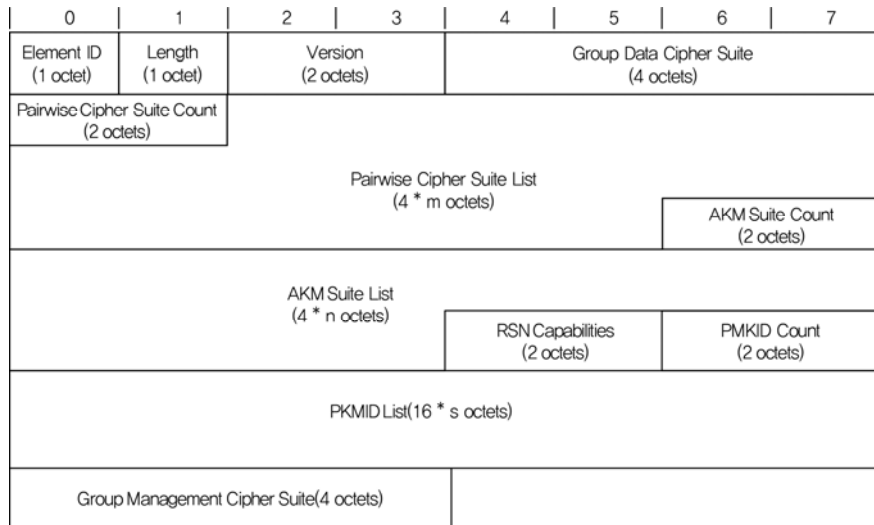 0 1 2 3 4 5 6 7
Element ID Length Version Group Data Cipher Suite
(1 octet) (1 octet) (2 octets) (4 octets)
Pairwise Cipher Suite Count
(2 octets)
Pairwise Cipher Suite List
(4 * m octets)
AKM Suite Count
(2 octets)
AKM Suite List
(4 * n octets)
RSN Capabilities PMKID Count
(2 octets) (2 octets)
PKMID List(16 * s octets)
Group Management Cipher Suite(4 octets)